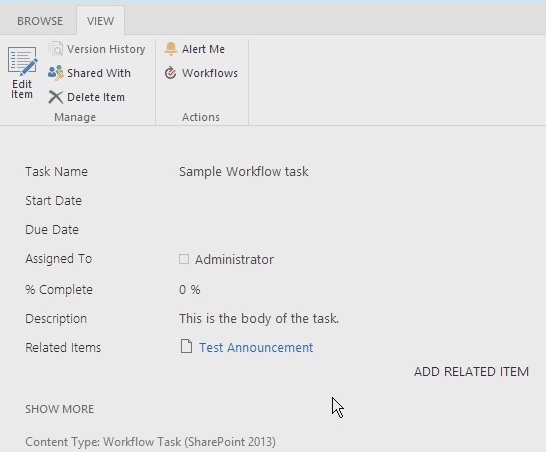 BROWSE VIEW
Version History Alert Me
Edit Item Shared With Workflows
Delete Item
Manage Actions
Task Name Sample Workflow task
Start Date
Due Date
Assigned To Administrator
% Complete 0 %
Description This is the body of the task.
Related Items Test Announcement
ADD RELATED ITEM
SHOW MORE
Content Type: Workflow Task (SharePoint 2013)